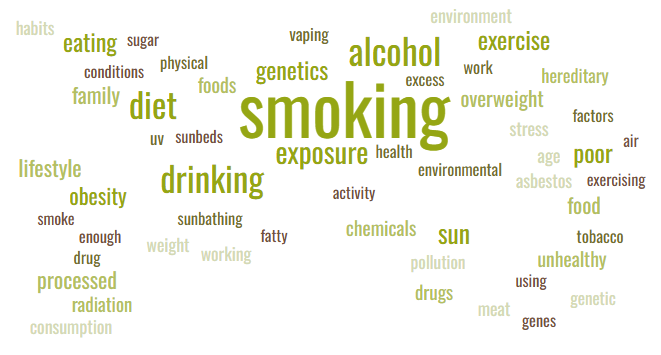 environment
habits
vaping
sugar
eating
exercise
alcohol
physical
work
conditions
genetics
excess
hereditary
foods
family
overweight
diet
smoking
factors
stress
uv
sunbeds
air
exposure
health
poor
age
lifestyle
environmental
drinking
asbestos
exercising
obesity
activity
food
smoke
sunbathing
chemicals
sun
enough
fatty
tobacco
weight
working
drug
pollution
unhealthy
processed
using
drugs
radiation
genetic
meat
genes
consumption